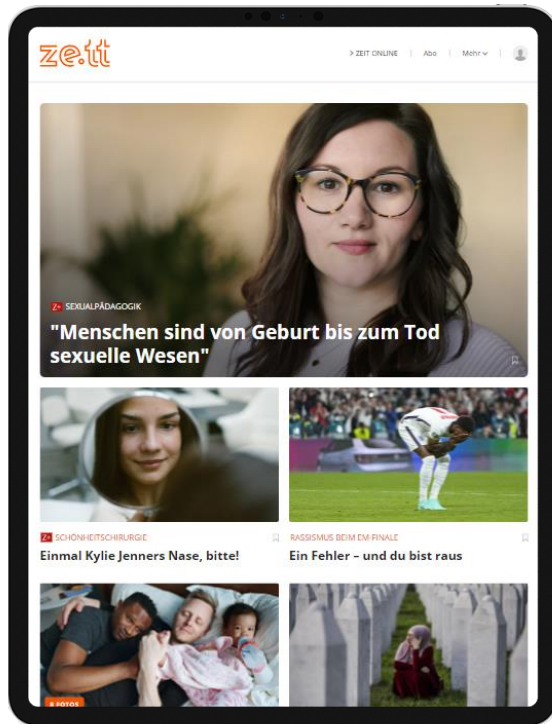 ze.tt
> ZEIT ONLINE | Abo | Mehr |
Z+ SEXUALPÄDAGOGIK
"Menschen sind von Geburt bis zum Tod
sexuelle Wesen"
Z+ SCHÖNHEITSCHIRURGIE
Einmal Kylie Jenners Nase, bitte!
RASSISMUS BEIM EM-FINALE
Ein Fehler – und du bist raus
8 FOTOS